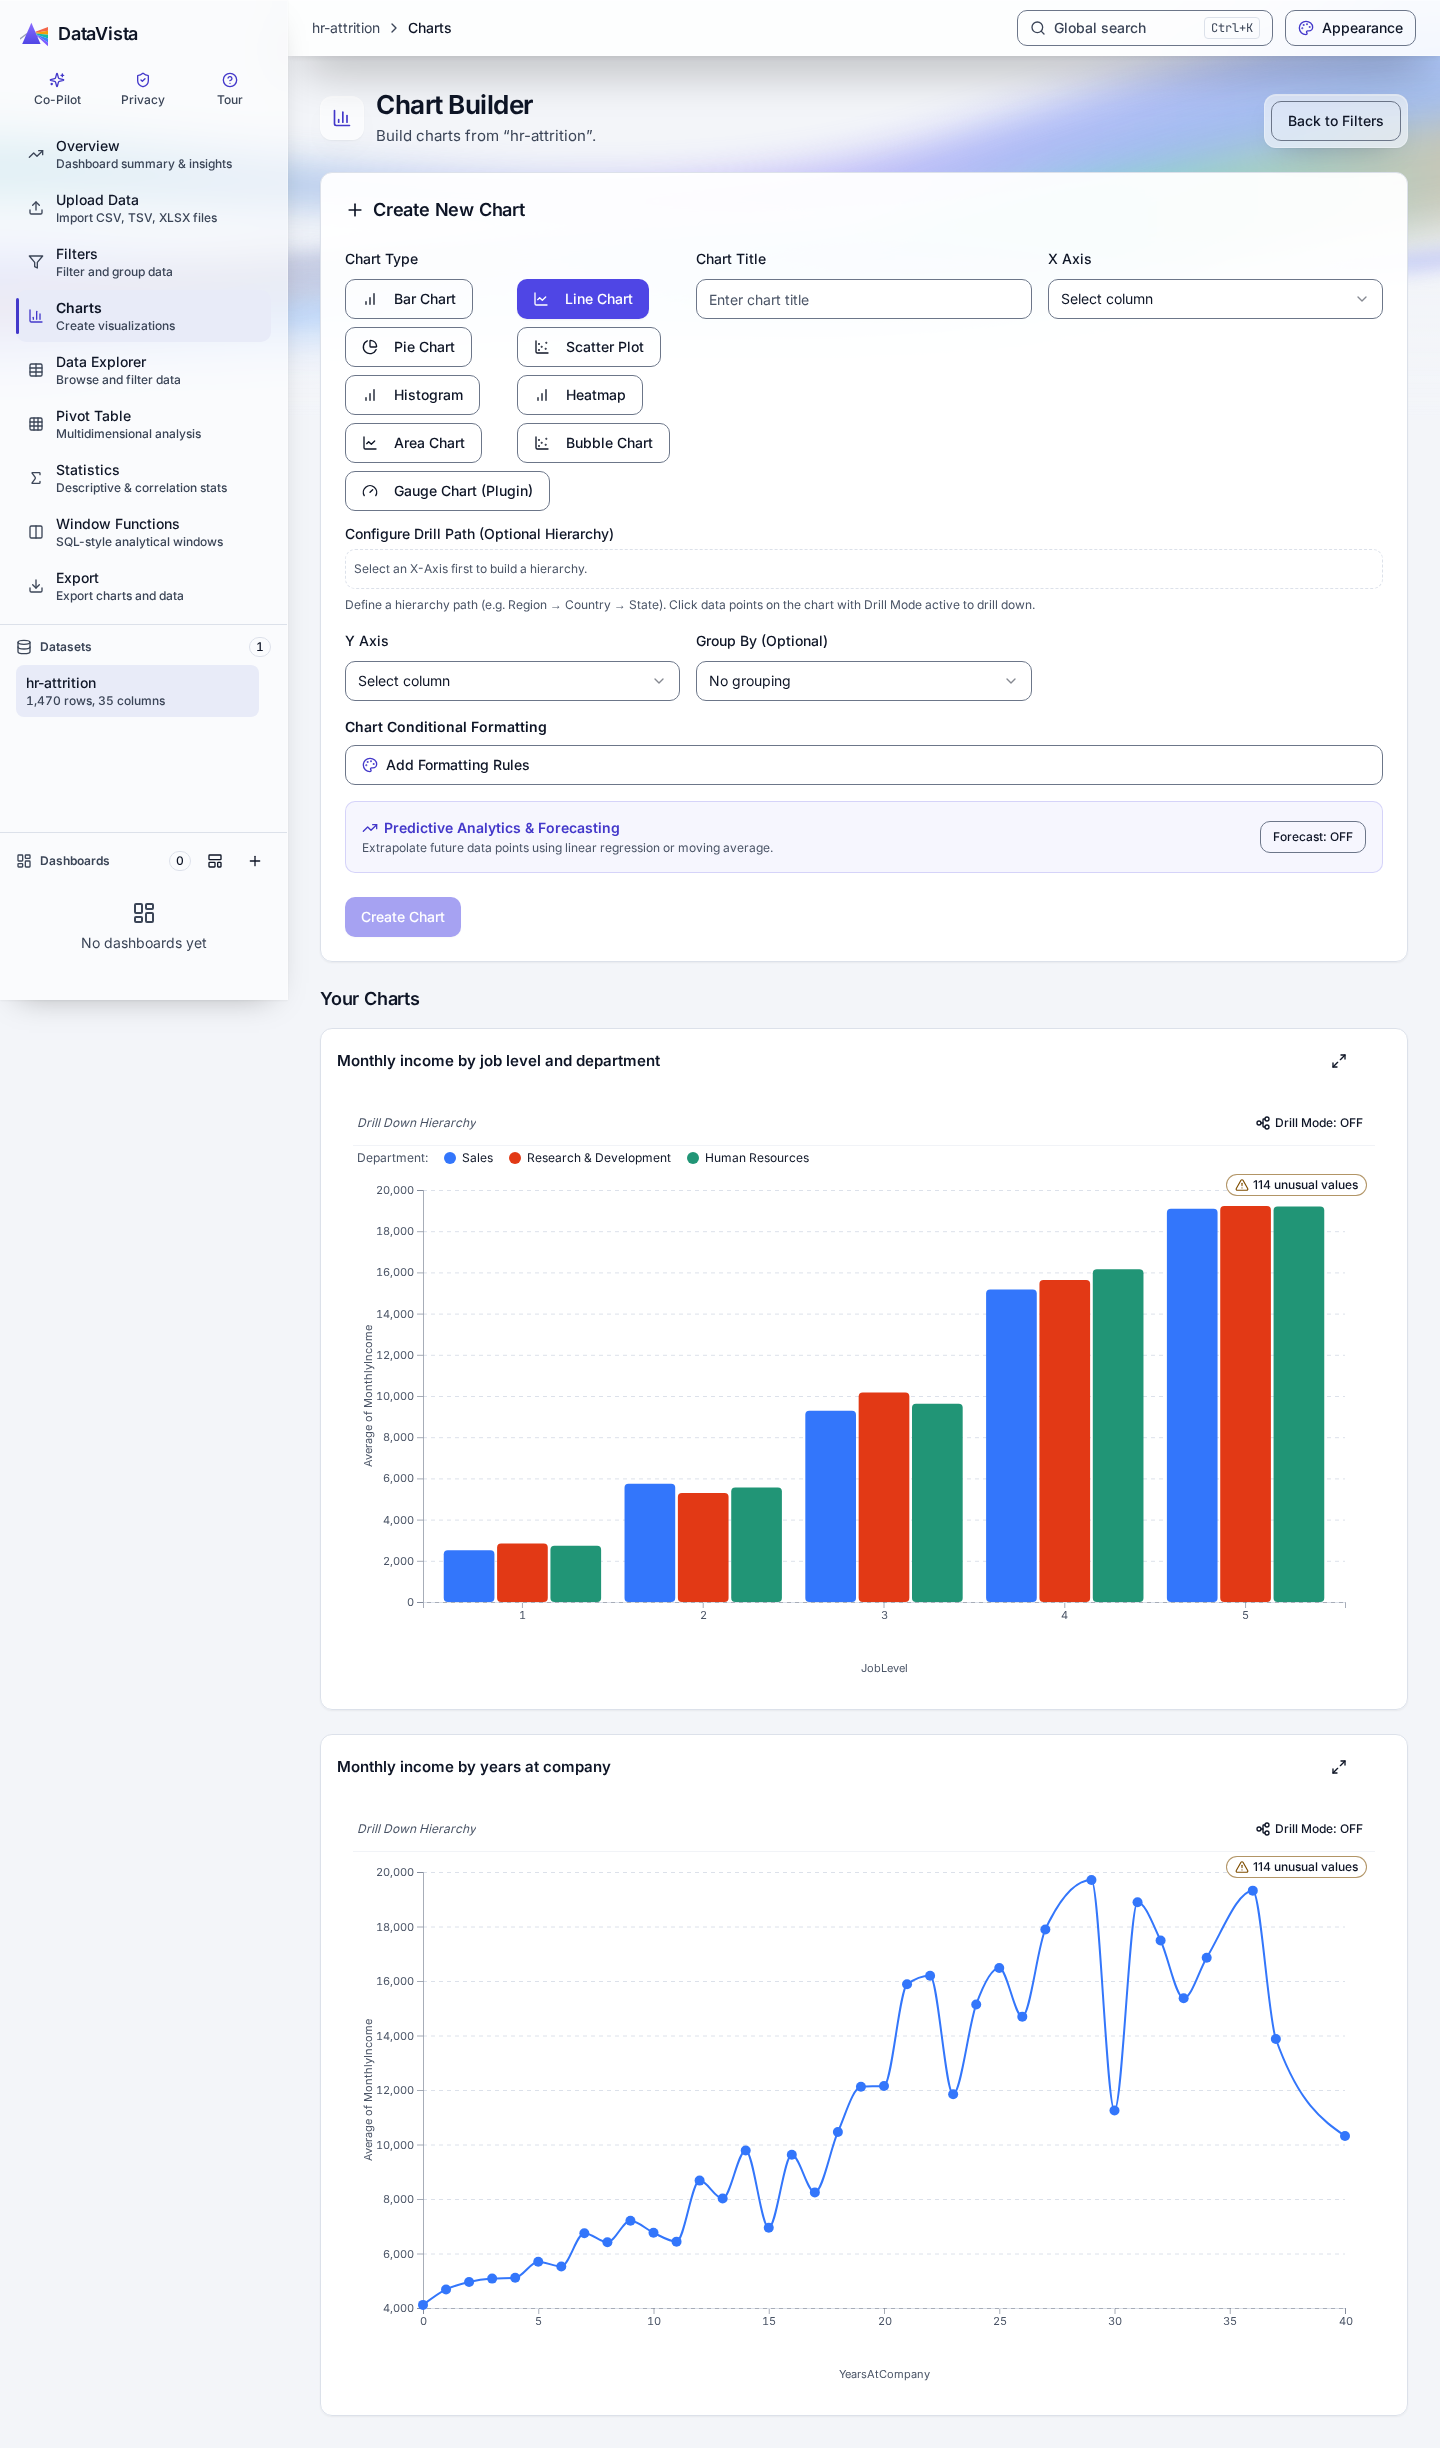 DataVista
Co-Pilot
Privacy
Tour
Overview
Dashboard summary & insights
Upload Data
Import CSV, TSV, XLSX files
Filters
Filter and group data
Charts
Create visualizations
Data Explorer
Browse and filter data
Pivot Table
Multidimensional analysis
Statistics
Descriptive & correlation stats
Window Functions
SQL-style analytical windows
Export
Export charts and data
Datasets
1
hr-attrition
1,470 rows, 35 columns
Dashboards
0
No dashboards yet
hr-attrition > Charts
Global search
Ctrl+K
Appearance
Chart Builder
Build charts from “hr-attrition”.
Back to Filters
Create New Chart
Chart Type
Bar Chart
Line Chart
Pie Chart
Scatter Plot
Histogram
Heatmap
Area Chart
Bubble Chart
Gauge Chart (Plugin)
Chart Title
Enter chart title
X Axis
Select column
Configure Drill Path (Optional Hierarchy)
Select an X-Axis first to build a hierarchy.
Define a hierarchy path (e.g. Region → Country → State). Click data points on the chart with Drill Mode active to drill down.
Y Axis
Select column
Group By (Optional)
No grouping
Chart Conditional Formatting
Add Formatting Rules
Predictive Analytics & Forecasting
Extrapolate future data points using linear regression or moving average.
Forecast: OFF
Create Chart
Your Charts
Monthly income by job level and department
Drill Down Hierarchy
Drill Mode: OFF
Department:
Sales
Research & Development
Human Resources
114 unusual values
20,000
18,000
16,000
14,000
12,000
10,000
8,000
6,000
4,000
2,000
0
Average of MonthlyIncome
1
2
3
4
5
JobLevel
Monthly income by years at company
Drill Down Hierarchy
Drill Mode: OFF
114 unusual values
20,000
18,000
16,000
14,000
12,000
10,000
8,000
6,000
4,000
Average of MonthlyIncome
0
5
10
15
20
25
30
35
40
YearsAtCompany